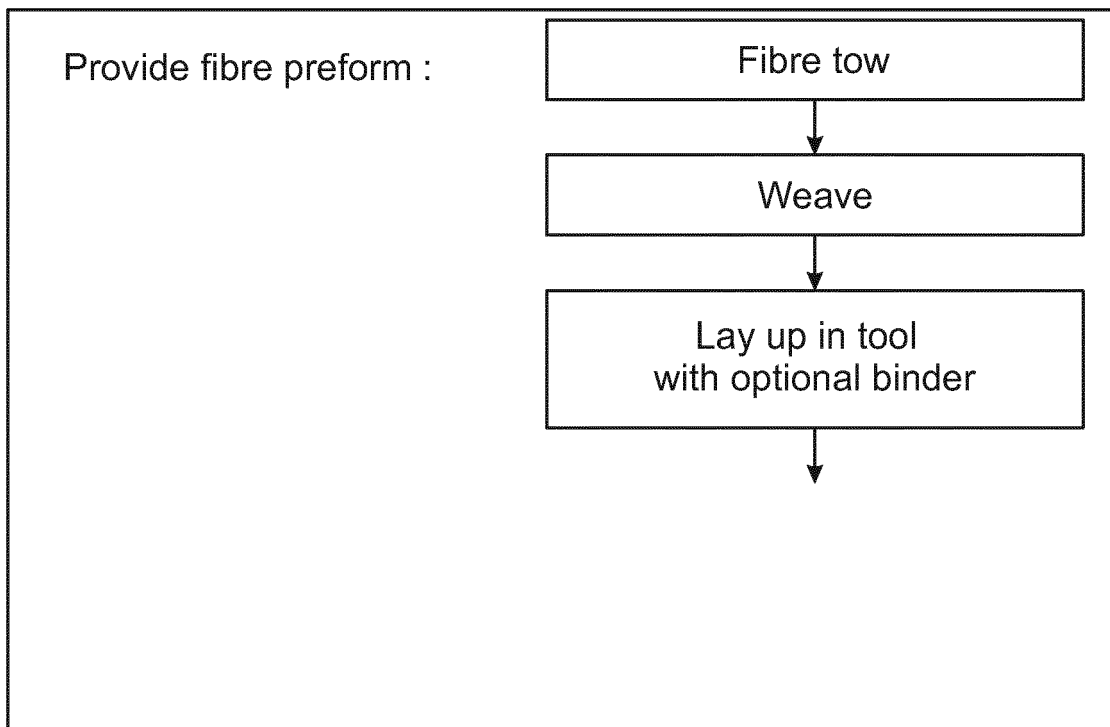 Provide fibre preform :
Fibre tow
Weave
Lay up in tool
with optional binder